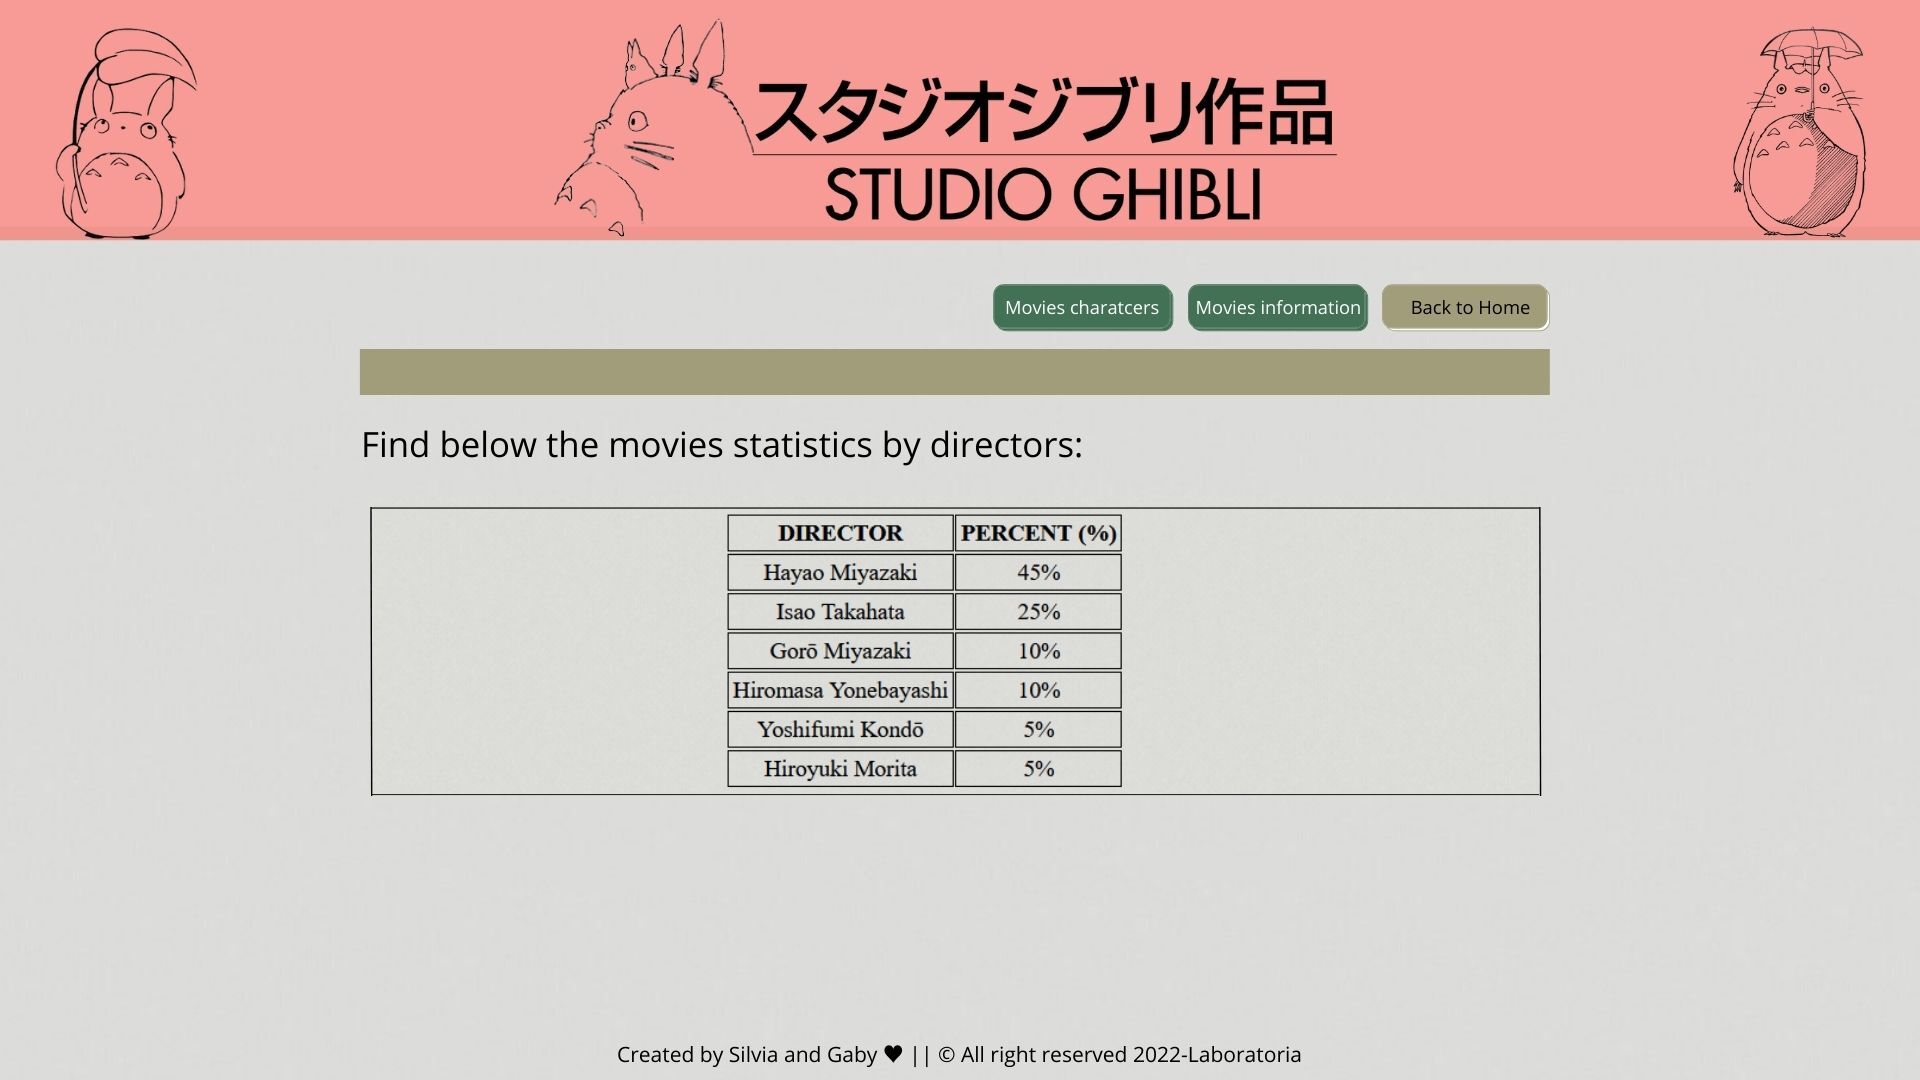 スタジオジブリ作品
STUDIO GHIBLI
Movies charatcers Movies information Back to Home
Find below the movies statistics by directors:
DIRECTOR PERCENT (%)
Hayao Miyazaki 45%
Isao Takahata 25%
Gorō Miyazaki 10%
Hiromasa Yonebayashi 10%
Yoshifumi Kondō 5%
Hiroyuki Morita 5%
Created by Silvia and Gaby ♥ || © All right reserved 2022-Laboratoria